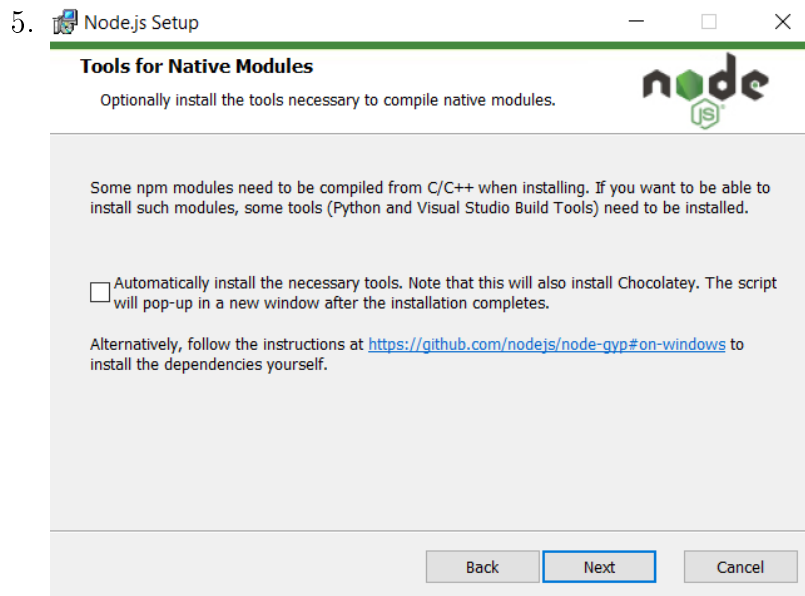 5. Node.js Setup
Tools for Native Modules
Optionally install the tools necessary to compile native modules.
node
JS
Some npm modules need to be compiled from C/C++ when installing. If you want to be able to
install such modules, some tools (Python and Visual Studio Build Tools) need to be installed.
Automatically install the necessary tools. Note that this will also install Chocolatey. The script
will pop-up in a new window after the installation completes.
Alternatively, follow the instructions at https://github.com/nodejs/node-gyp#on-windows to
install the dependencies yourself.
Back Next Cancel